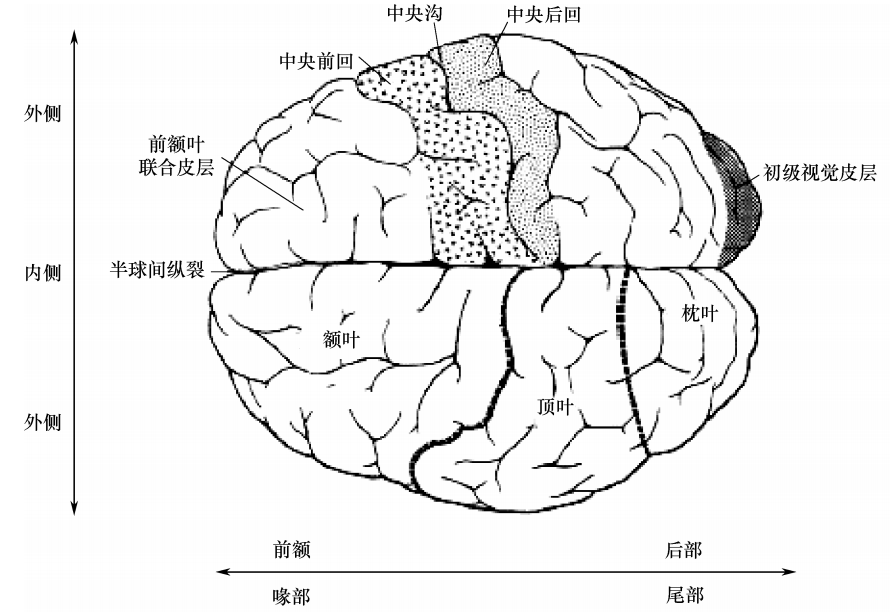 中央沟
中央后回
中央前回
外侧
前额叶
联合皮层
初级视觉皮层
内侧
半球间纵裂
枕叶
额叶
顶叶
外侧
前额
后部
喙部
尾部